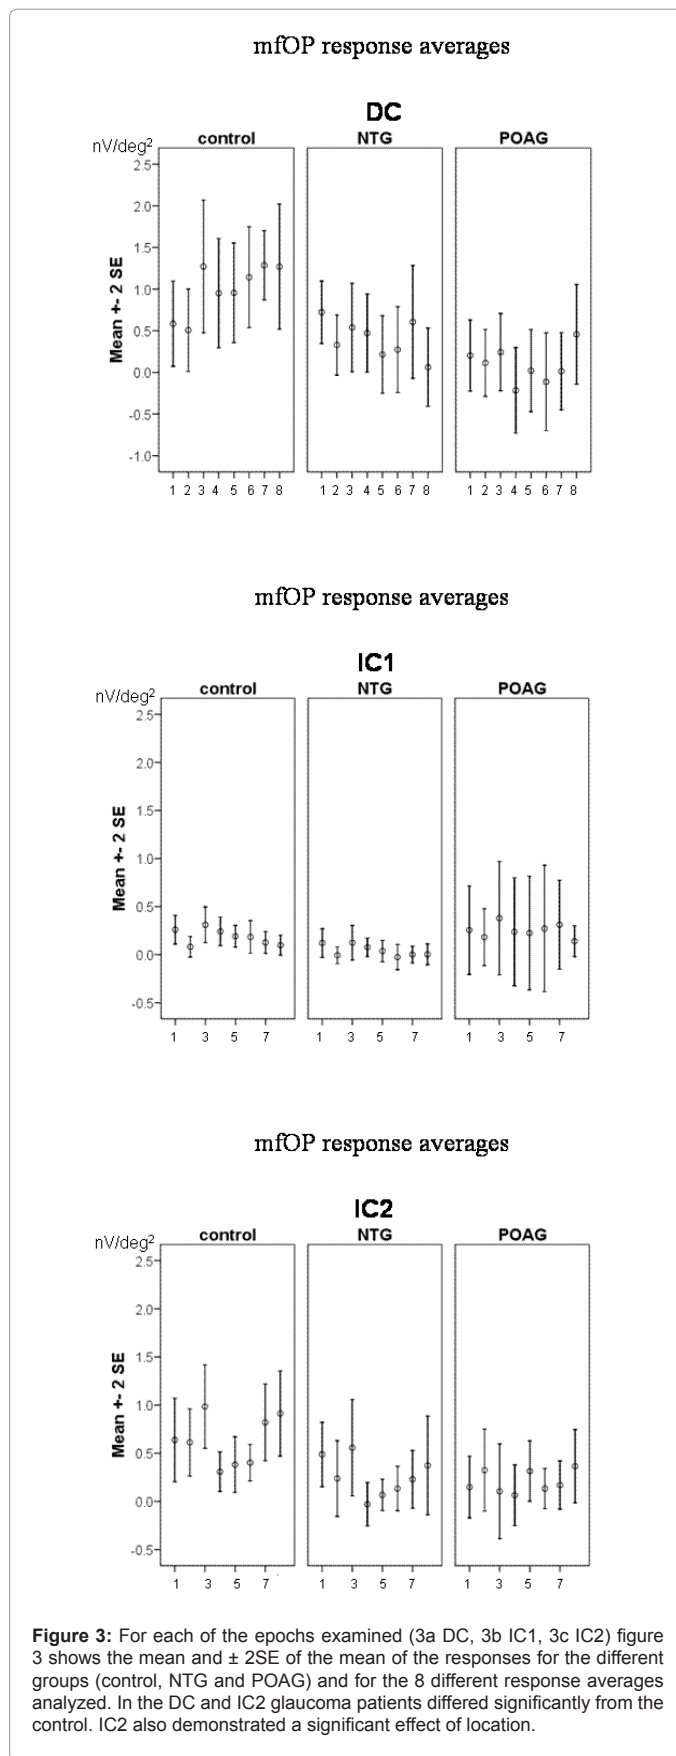 mfOP response averages
DC
nV/deg²
control NTG POAG
2.5
2.0
1.5
1.0
0.5
0.0
-0.5
-1.0
Mean +- 2 SE
1 2 3 4 5 6 7 8 1 2 3 4 5 6 7 8 1 2 3 4 5 6 7 8
mfOP response averages
IC1
nV/deg²
control NTG POAG
2.5
2.0
1.5
1.0
0.5
0.0
-0.5
Mean +- 2 SE
1 3 5 7 1 3 5 7 1 3 5 7
mfOP response averages
IC2
nV/deg²
control NTG POAG
2.5
2.0
1.5
1.0
0.5
0.0
-0.5
Mean +- 2 SE
1 3 5 7 1 3 5 7 1 3 5 7
Figure 3: For each of the epochs examined (3a DC, 3b IC1, 3c IC2) figure
3 shows the mean and ± 2SE of the mean of the responses for the different
groups (control, NTG and POAG) and for the 8 different response averages
analyzed. In the DC and IC2 glaucoma patients differed significantly from the
control. IC2 also demonstrated a significant effect of location.